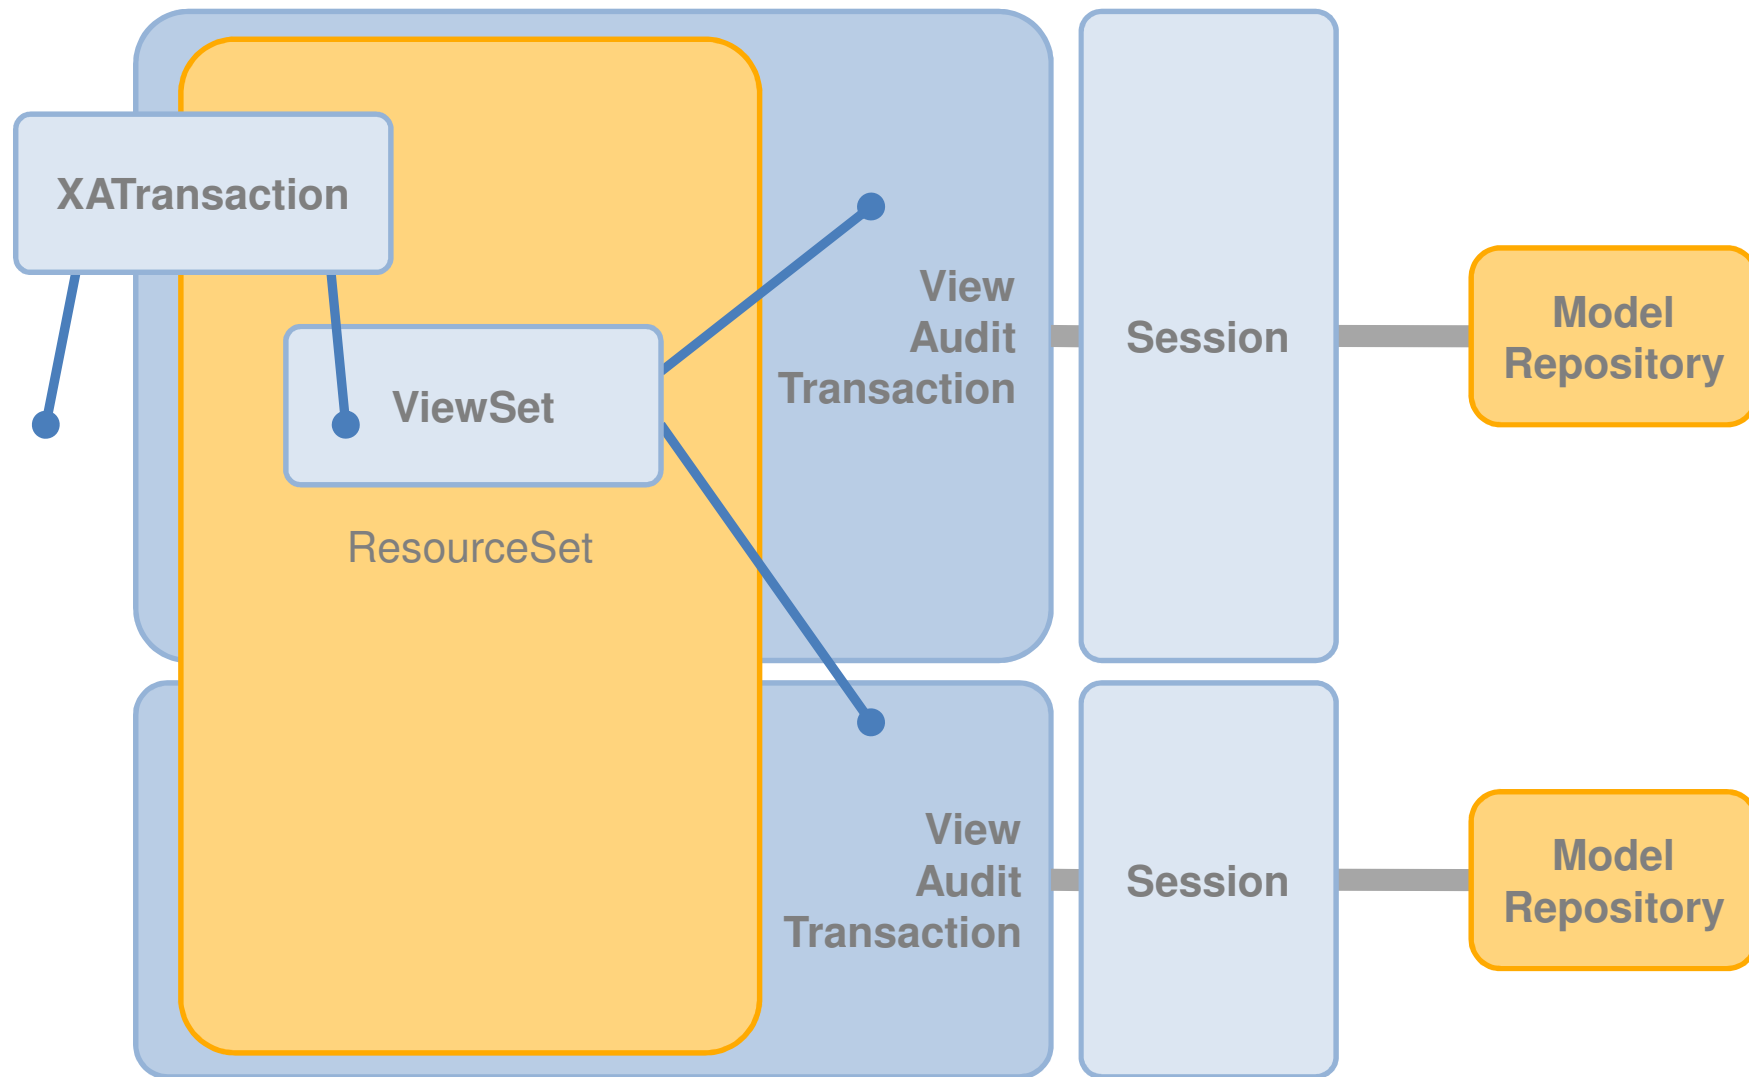 XATransaction
ViewSet
ResourceSet
View
Audit
Transaction
Session
Model
Repository
View
Audit
Transaction
Session
Model
Repository